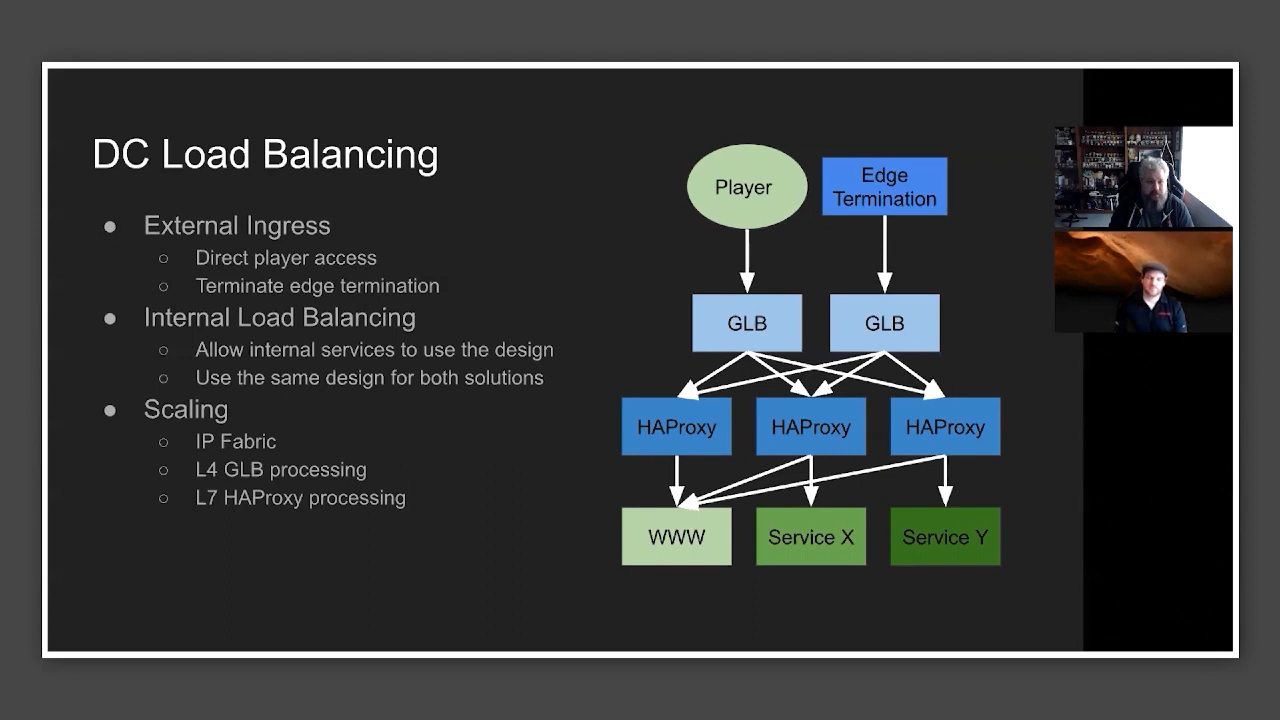 DC Load Balancing
● External Ingress
○ Direct player access
○ Terminate edge termination
● Internal Load Balancing
○ Allow internal services to use the design
○ Use the same design for both solutions
● Scaling
○ IP Fabric
○ L4 GLB processing
○ L7 HAProxy processing
Player
Edge
Termination
GLB
GLB
HAProxy
HAProxy
HAProxy
WWW
Service X
Service Y